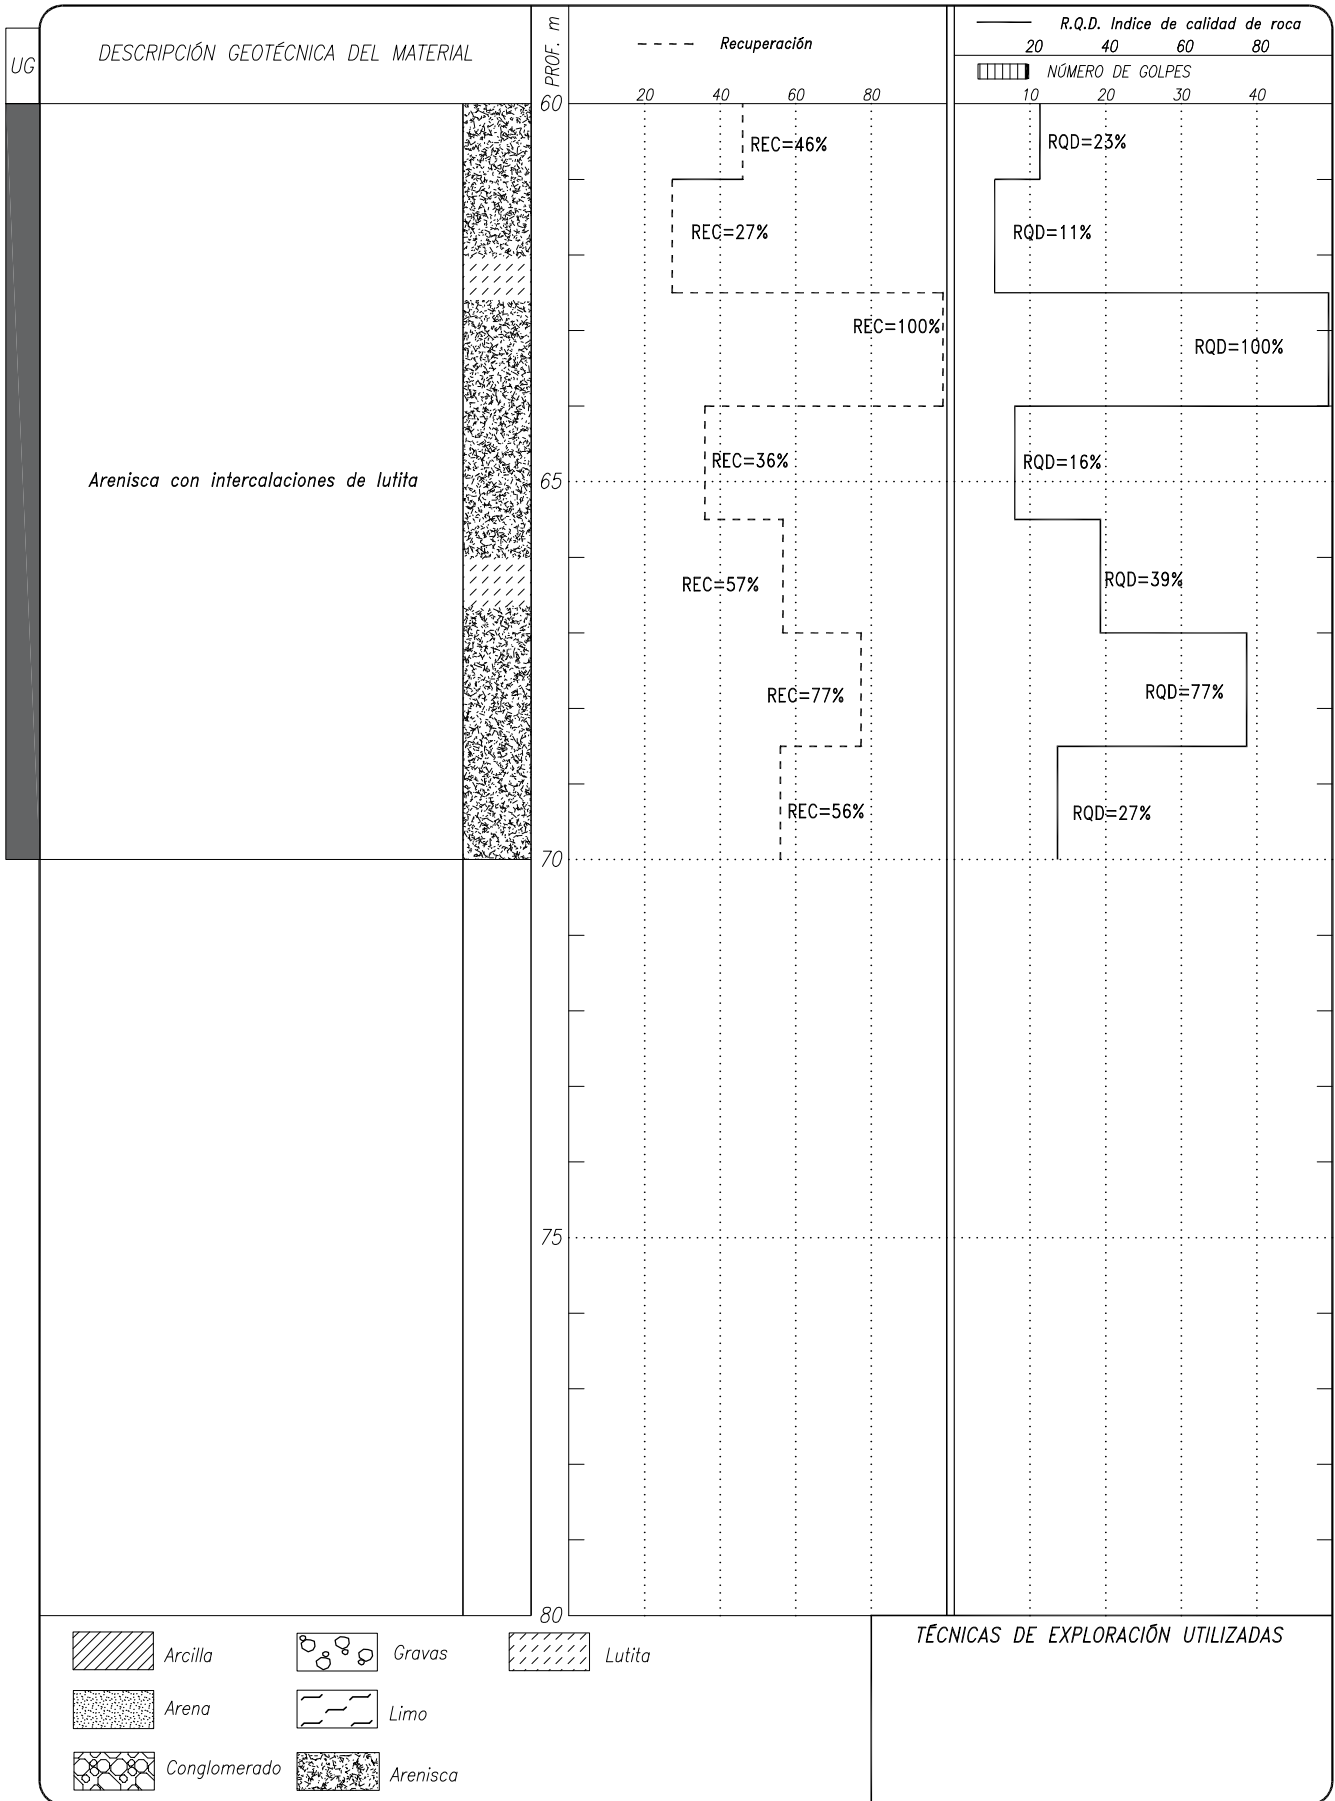 UG
DESCRIPCIÓN GEOTÉCNICA DEL MATERIAL
PROF. m
Recuperación
20 40 60 80
R.Q.D. Indice de calidad de roca
20 40 60 80
NÚMERO DE GOLPES
10 20 30 40
60
REC=46%
RQD=23%
REC=27%
RQD=11%
REC=100%
RQD=100%
REC=36%
RQD=16%
Arenisca con intercalaciones de lutita
65
REC=57%
RQD=39%
REC=77%
RQD=77%
REC=56%
RQD=27%
70
75
80
Arcilla
Gravas
Lutita
Arena
Limo
Conglomerado
Arenisca
TÉCNICAS DE EXPLORACIÓN UTILIZADAS